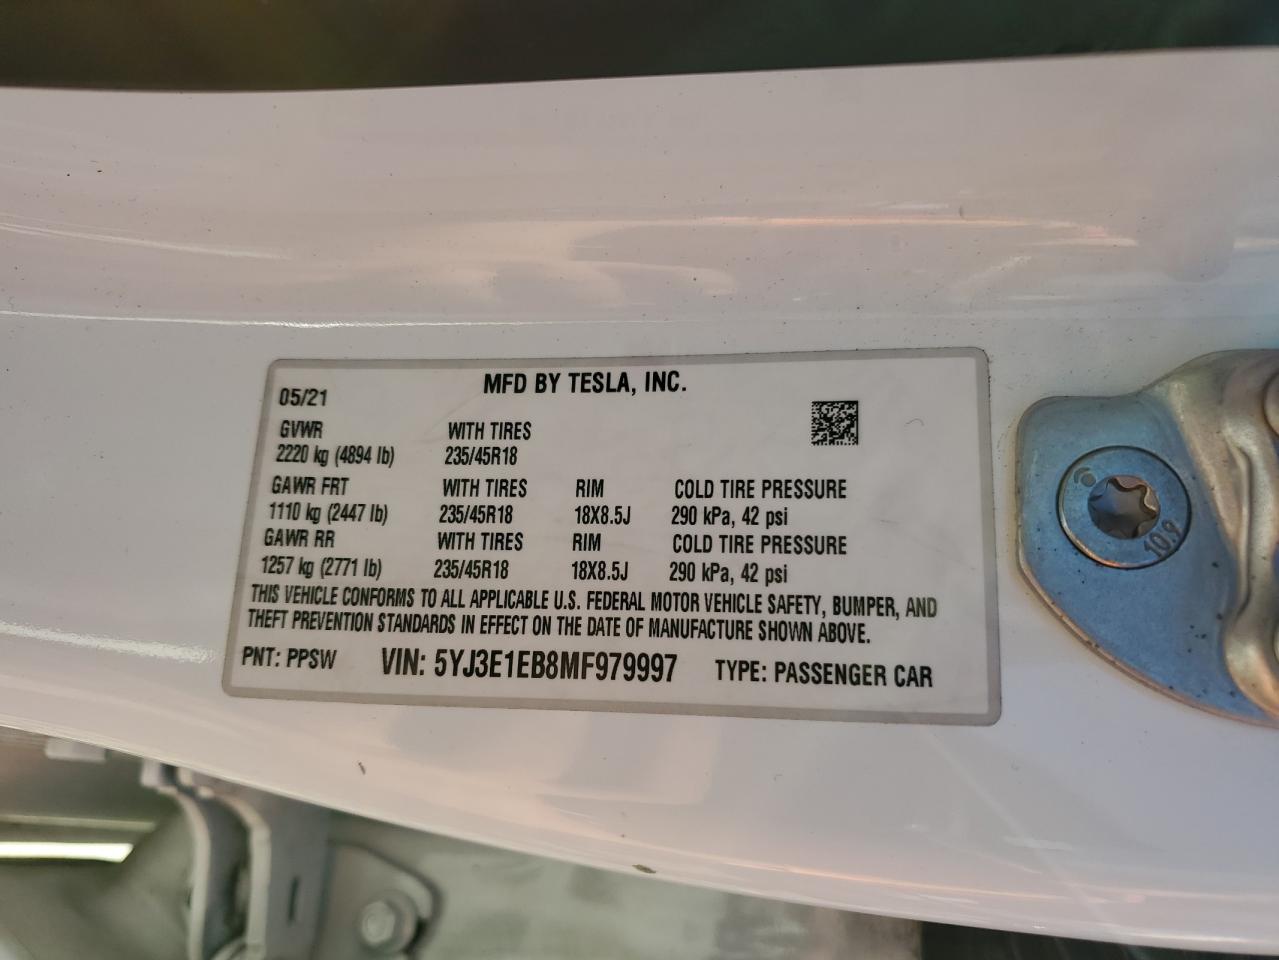 MFD BY TESLA, INC.
05/21
GVWR WITH TIRES
2220 kg (4894 lb) 235/45R18
GAWR FRT WITH TIRES RIM COLD TIRE PRESSURE
1110 kg (2447 lb) 235/45R18 18X8.5J 290 kPa, 42 psi
GAWR RR WITH TIRES RIM COLD TIRE PRESSURE
1257 kg (2771 lb) 235/45R18 18X8.5J 290 kPa, 42 psi
THIS VEHICLE CONFORMS TO ALL APPLICABLE U.S. FEDERAL MOTOR VEHICLE SAFETY, BUMPER, AND
THEFT PREVENTION STANDARDS IN EFFECT ON THE DATE OF MANUFACTURE SHOWN ABOVE.
PNT: PPSW VIN: 5YJ3E1EB8MF979997 TYPE: PASSENGER CAR
10.9